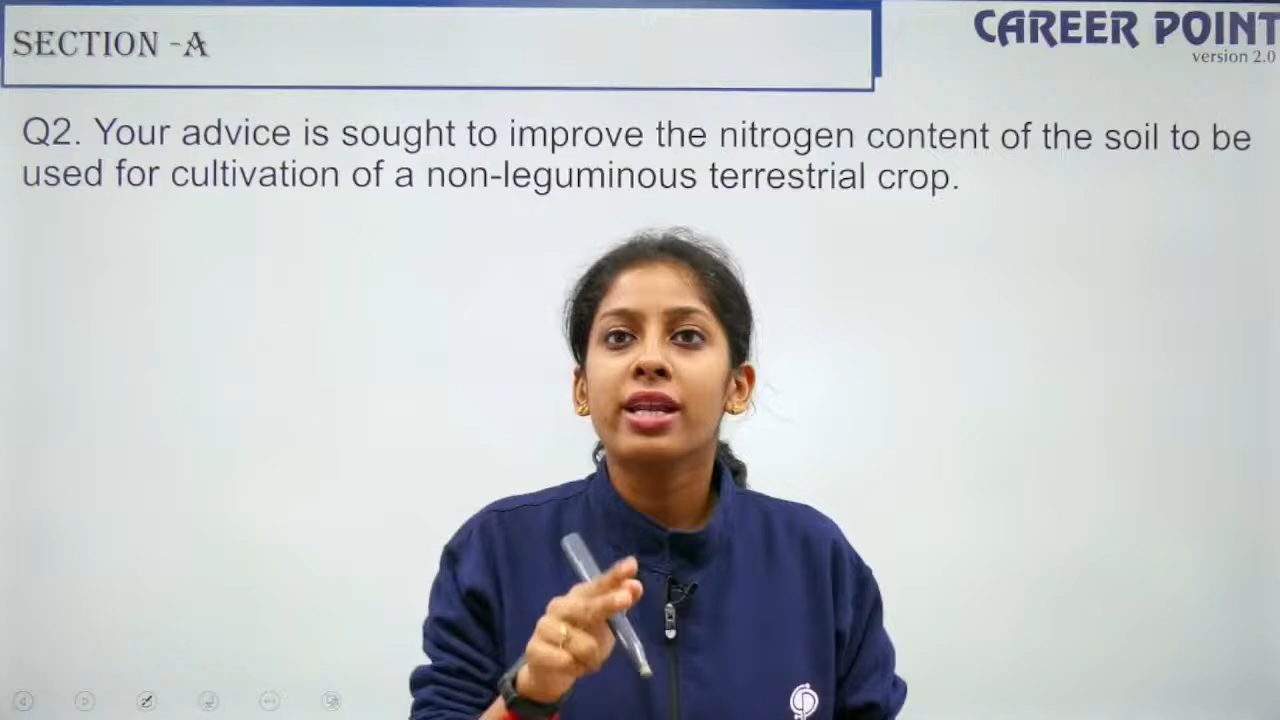 SECTION -A
CAREER POINT
version 2.0
Q2. Your advice is sought to improve the nitrogen content of the soil to be
used for cultivation of a non-leguminous terrestrial crop.